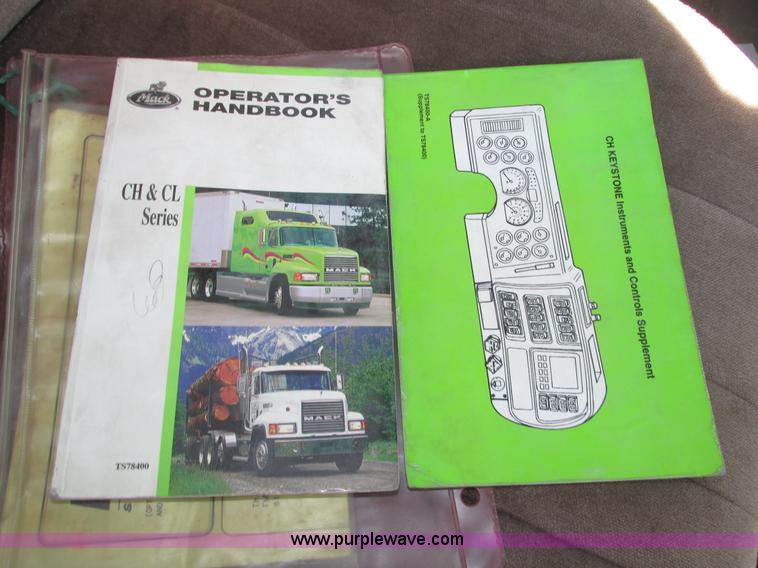 Mack
OPERATOR'S
HANDBOOK
CH & CL
Series
MACK
MACK
TS78400
TS78400-A
(Supplement to TS78400)
CH KEYSTONE Instruments and Controls Supplement
www.purplewave.com